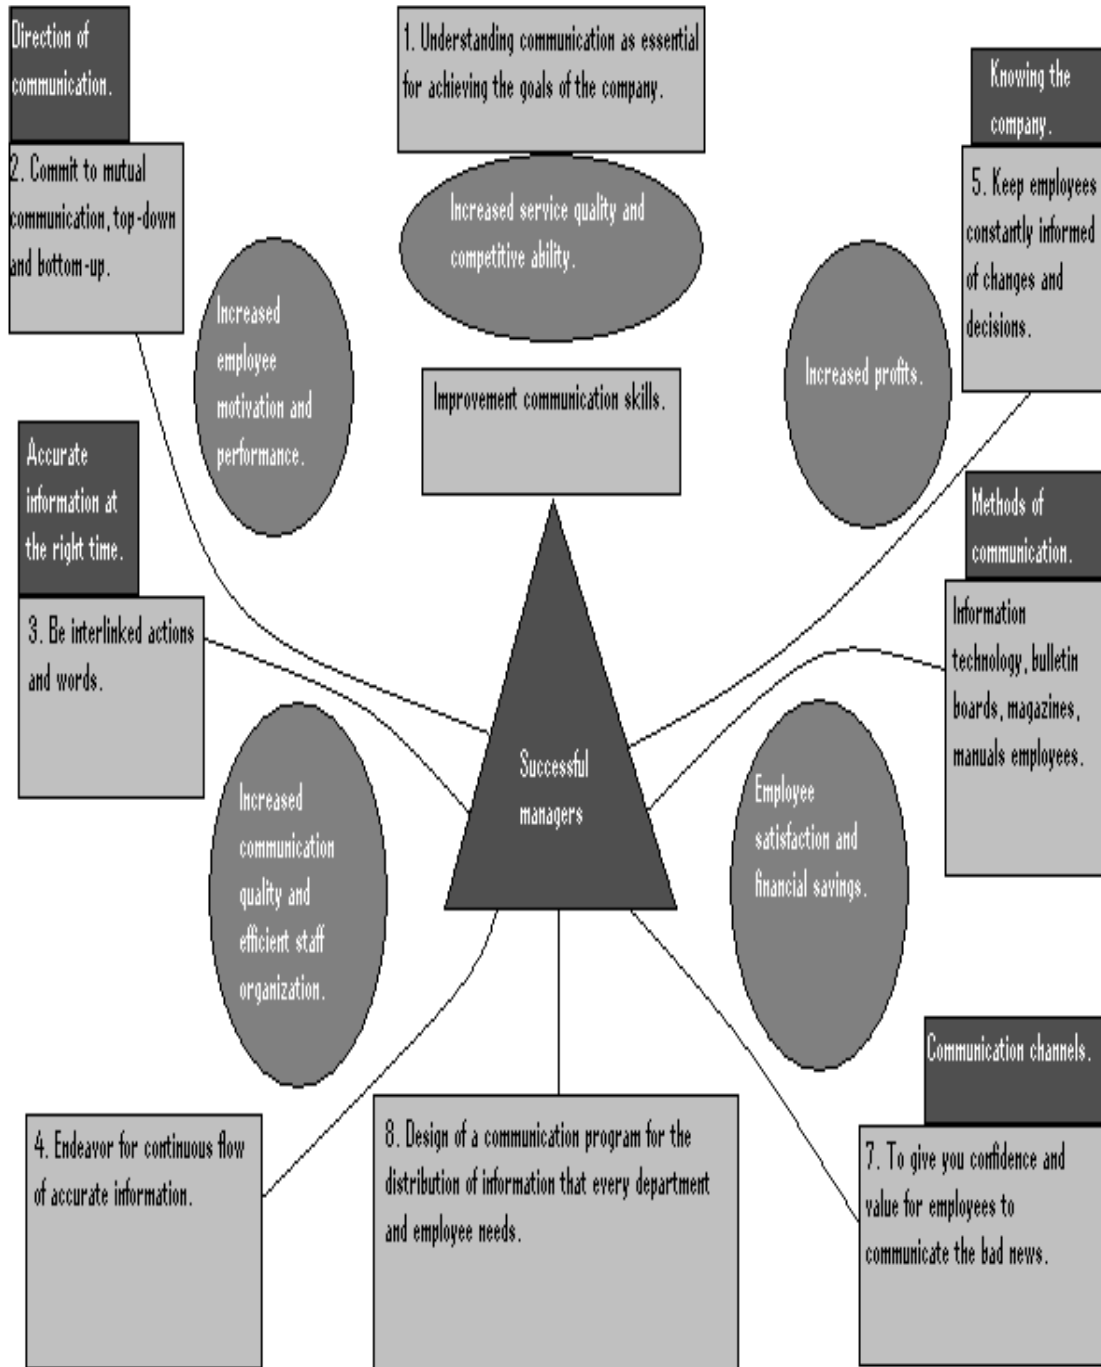 Direction of
communication.
2. Commit to mutual
communication, top-down
and bottom-up.
1. Understanding communication as essential
for achieving the goals of the company.
Increased service quality and
competitive ability.
Knowing the
company.
5. Keep employees
constantly informed
of changes and
decisions.
Increased
employee
motivation and
performance.
Improvement communication skills.
Increased profits.
Accurate
information at
the right time.
3. Be interlinked actions
and words.
Methods of
communication.
Information
technology, bulletin
boards, magazines,
manuals employees.
Successful
managers
Increased
communication
quality and
efficient staff
organization.
Employee
satisfaction and
financial savings.
4. Endeavor for continuous flow
of accurate information.
8. Design of a communication program for the
distribution of information that every department
and employee needs.
Communication channels.
7. To give you confidence and
value for employees to
communicate the bad news.